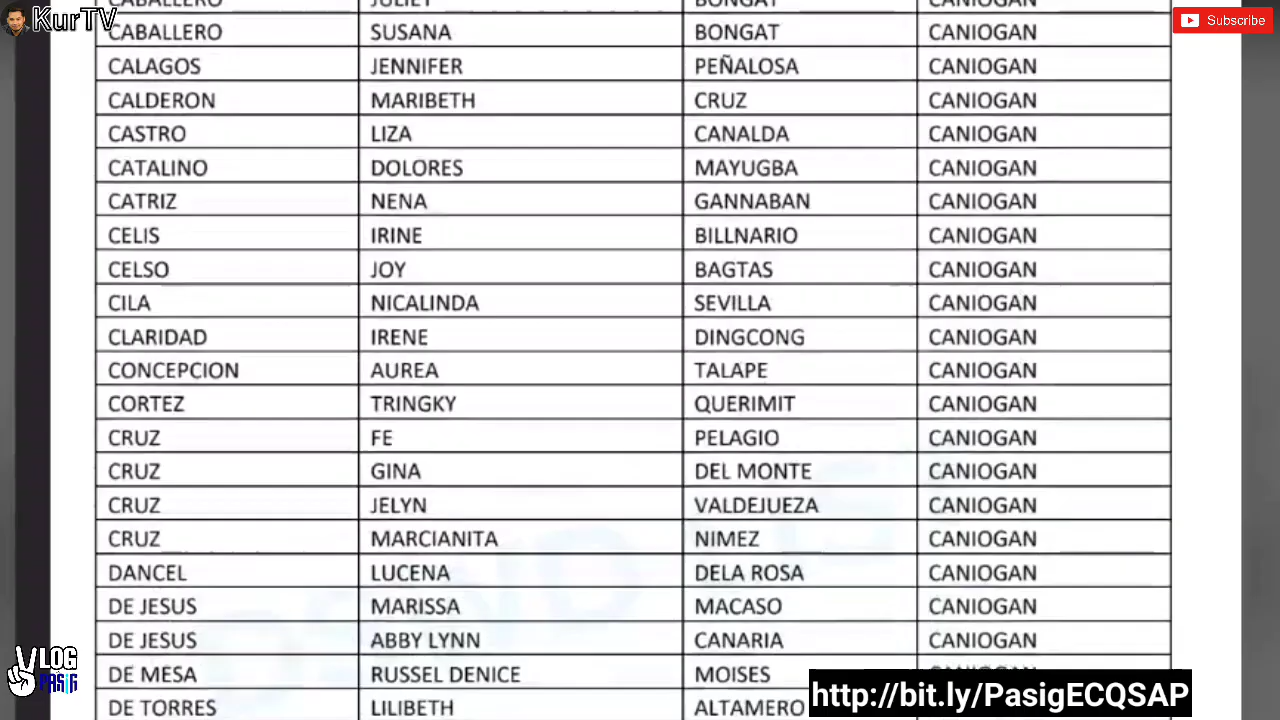 KurTV
Subscribe
CABALLERO JULIET BONGAT CANIOGAN
CABALLERO SUSANA BONGAT CANIOGAN
CALAGOS JENNIFER PEÑALOSA CANIOGAN
CALDERON MARIBETH CRUZ CANIOGAN
CASTRO LIZA CANALDA CANIOGAN
CATALINO DOLORES MAYUGBA CANIOGAN
CATRIZ NENA GANNABAN CANIOGAN
CELIS IRINE BILLNARIO CANIOGAN
CELSO JOY BAGTAS CANIOGAN
CILA NICALINDA SEVILLA CANIOGAN
CLARIDAD IRENE DINGCONG CANIOGAN
CONCEPCION AUREA TALAPE CANIOGAN
CORTEZ TRINGKY QUERIMIT CANIOGAN
CRUZ FE PELAGIO CANIOGAN
CRUZ GINA DEL MONTE CANIOGAN
CRUZ JELYN VALDEJUEZA CANIOGAN
CRUZ MARCIANITA NIMEZ CANIOGAN
DANCEL LUCENA DELA ROSA CANIOGAN
DE JESUS MARISSA MACASO CANIOGAN
DE JESUS ABBY LYNN CANARIA CANIOGAN
DE MESA RUSSEL DENICE MOISES
DE TORRES LILIBETH ALTAMERO
VLOG
PASIG
http://bit.ly/PasigECQSAP